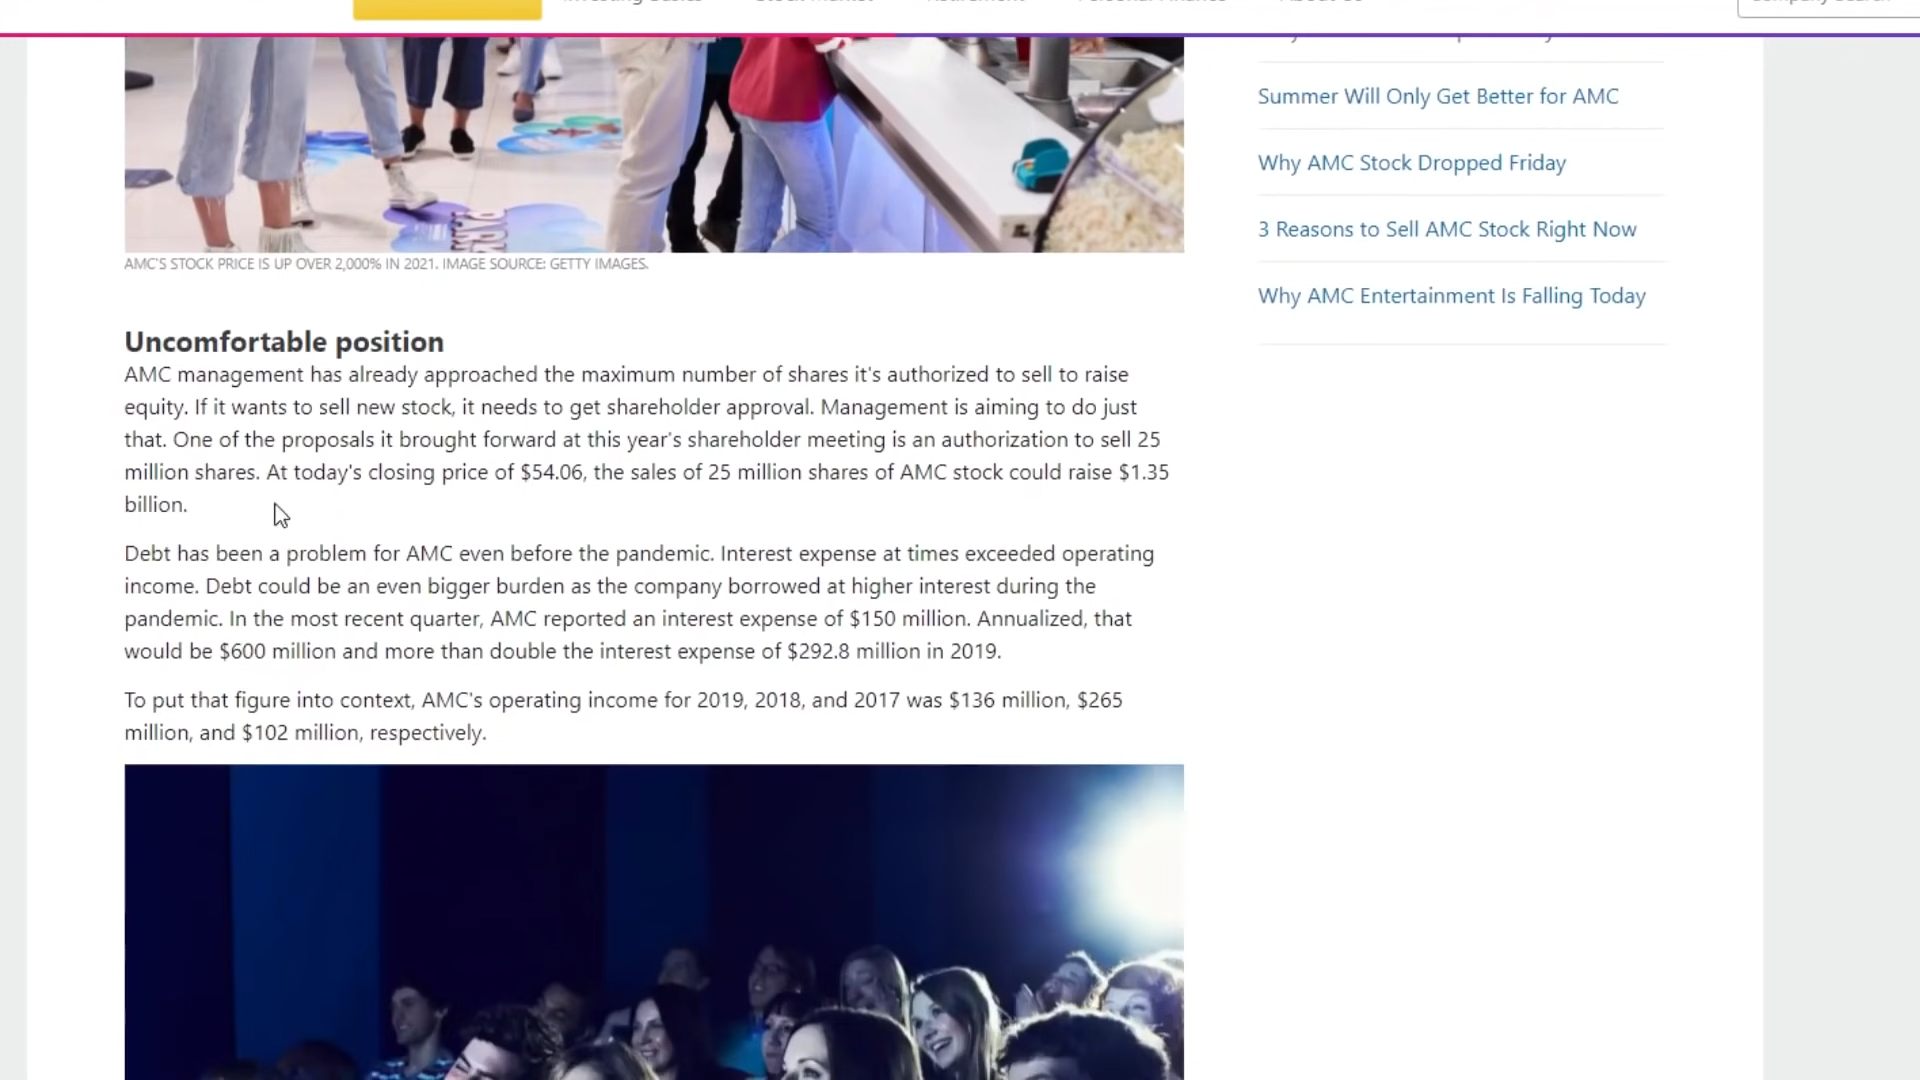 Summer Will Only Get Better for AMC
Why AMC Stock Dropped Friday
3 Reasons to Sell AMC Stock Right Now
Why AMC Entertainment Is Falling Today
AMC'S STOCK PRICE IS UP OVER 2,000% IN 2021. IMAGE SOURCE: GETTY IMAGES.
Uncomfortable position
AMC management has already approached the maximum number of shares it's authorized to sell to raise
equity. If it wants to sell new stock, it needs to get shareholder approval. Management is aiming to do just
that. One of the proposals it brought forward at this year's shareholder meeting is an authorization to sell 25
million shares. At today's closing price of $54.06, the sales of 25 million shares of AMC stock could raise $1.35
billion.
Debt has been a problem for AMC even before the pandemic. Interest expense at times exceeded operating
income. Debt could be an even bigger burden as the company borrowed at higher interest during the
pandemic. In the most recent quarter, AMC reported an interest expense of $150 million. Annualized, that
would be $600 million and more than double the interest expense of $292.8 million in 2019.
To put that figure into context, AMC's operating income for 2019, 2018, and 2017 was $136 million, $265
million, and $102 million, respectively.